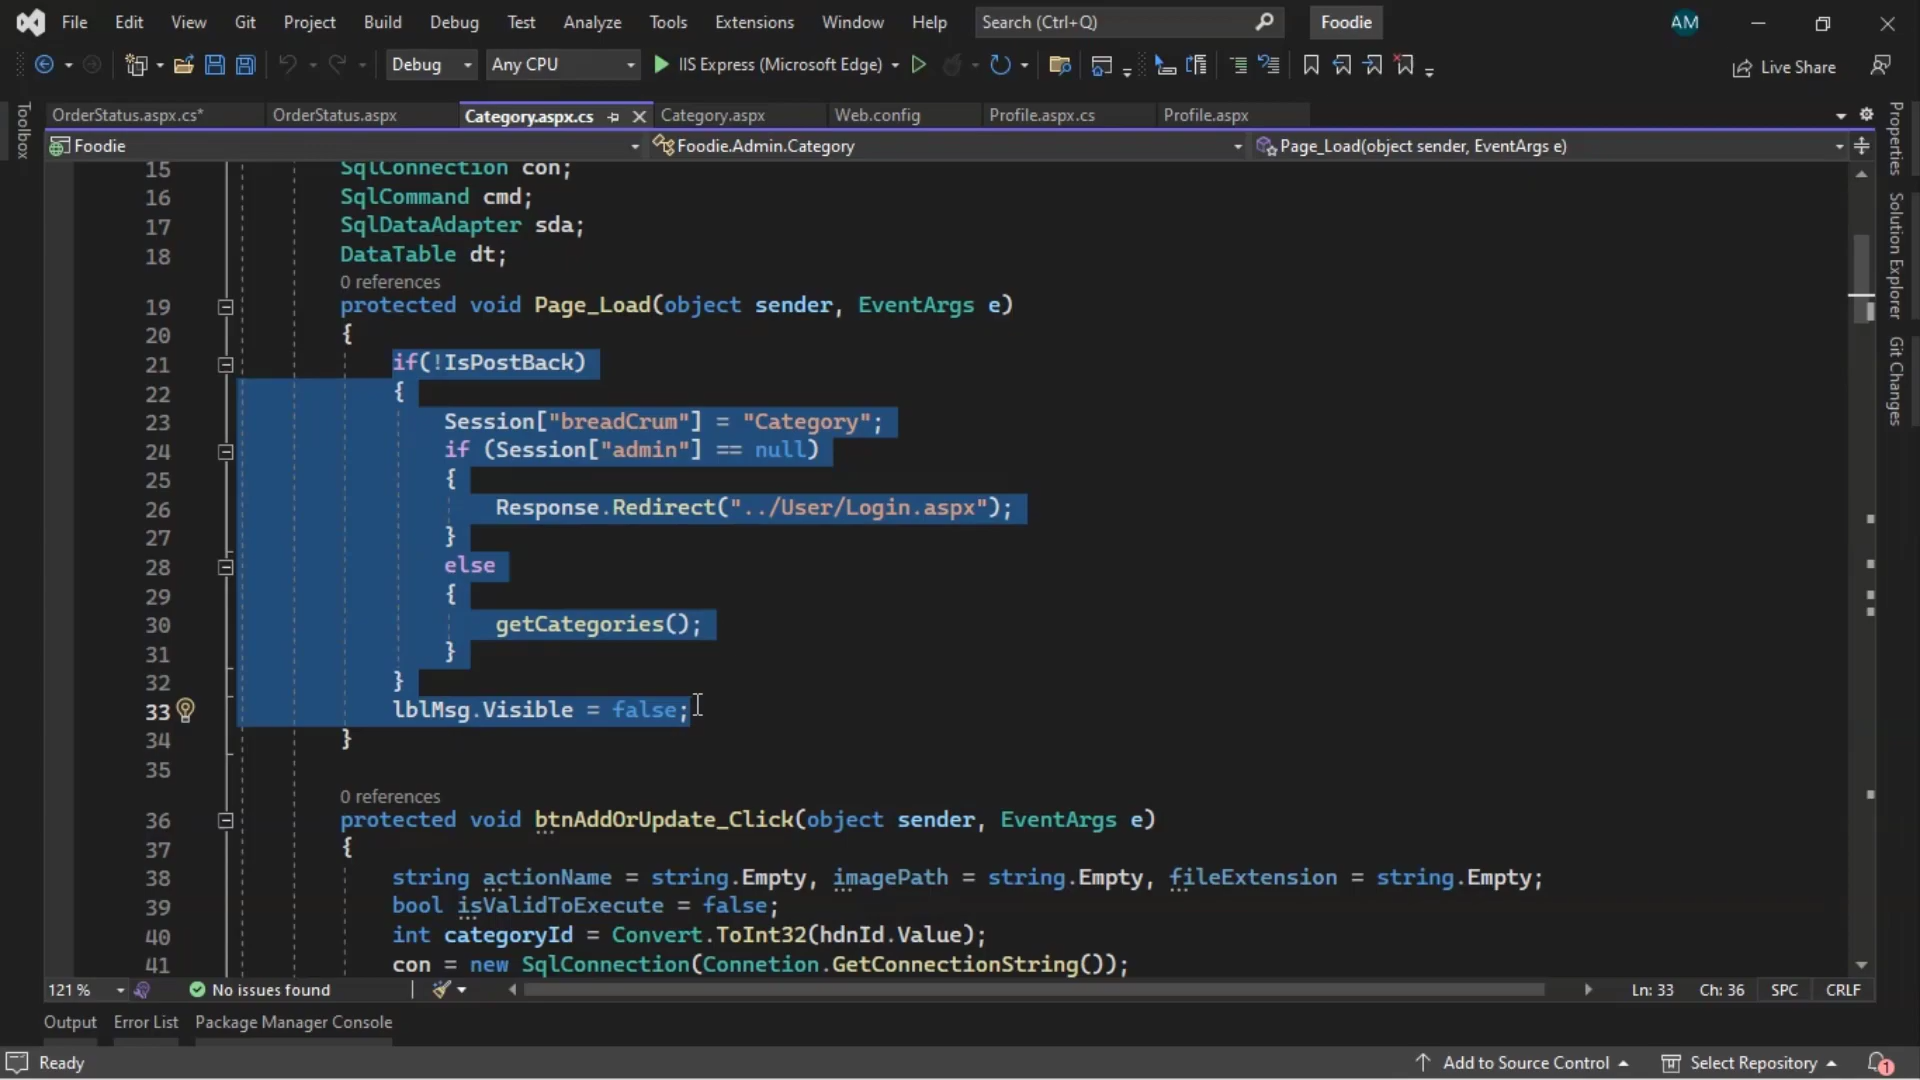 File Edit View Git Project Build Debug Test Analyze Tools Extensions Window Help Search (Ctrl+Q) Foodie AM
Debug Any CPU IIS Express (Microsoft Edge) Live Share
OrderStatus.aspx.cs* OrderStatus.aspx Category.aspx.cs Category.aspx Web.config Profile.aspx.cs Profile.aspx
Foodie Foodie.Admin.Category Page_Load(object sender, EventArgs e)
Toolbox
Properties
Solution Explorer
Git Changes
15 SqlConnection con;
16 SqlCommand cmd;
17 SqlDataAdapter sda;
18 DataTable dt;
0 references
19 protected void Page_Load(object sender, EventArgs e)
20 {
21 if(!IsPostBack)
22 {
23 Session["breadCrum"] = "Category";
24 if (Session["admin"] == null)
25 {
26 Response.Redirect("../User/Login.aspx");
27 }
28 else
29 {
30 getCategories();
31 }
32 }
33 lblMsg.Visible = false;
34 }
35
0 references
36 protected void btnAddOrUpdate_Click(object sender, EventArgs e)
37 {
38 string actionName = string.Empty, imagePath = string.Empty, fileExtension = string.Empty;
39 bool isValidToExecute = false;
40 int categoryId = Convert.ToInt32(hdnId.Value);
41 con = new SqlConnection(Connetion.GetConnectionString());
121 % No issues found Ln: 33 Ch: 36 SPC CRLF
Output Error List Package Manager Console
Ready Add to Source Control Select Repository 1